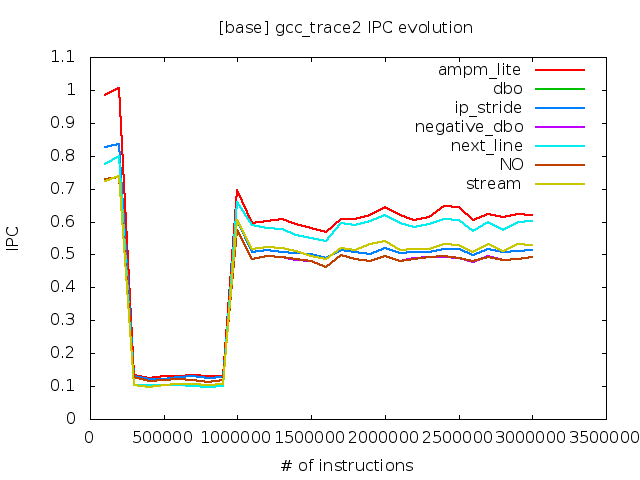 [base] gcc_trace2 IPC evolution
1.1
1
0.9
0.8
0.7
0.6
0.5
0.4
0.3
0.2
0.1
0
IPC
ampm_lite
dbo
ip_stride
negative_dbo
next_line
NO
stream
0 500000 1000000 1500000 2000000 2500000 3000000 3500000
# of instructions